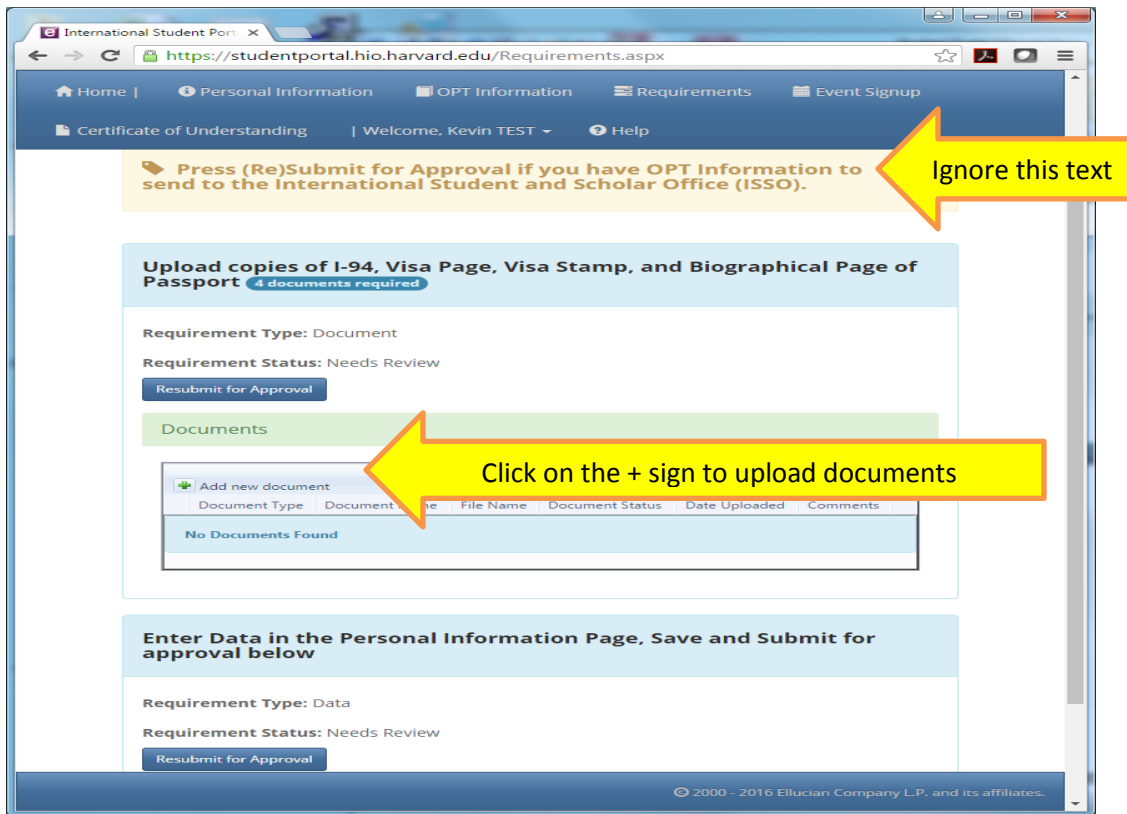 International Student Port
https://studentportal.hio.harvard.edu/Requirements.aspx
Home | Personal Information OPT Information Requirements Event Signup
Certificate of Understanding | Welcome, Kevin TEST Help
Press (Re)Submit for Approval if you have OPT Information to
send to the International Student and Scholar Office (ISSO).
Ignore this text
Upload copies of I-94, Visa Page, Visa Stamp, and Biographical Page of
Passport 4 documents required
Requirement Type: Document
Requirement Status: Needs Review
Resubmit for Approval
Documents
Click on the + sign to upload documents
Add new document
Document Type Document File Name Document Status Date Uploaded Comments
No Documents Found
Enter Data in the Personal Information Page, Save and Submit for
approval below
Requirement Type: Data
Requirement Status: Needs Review
Resubmit for Approval
© 2000 - 2016 Ellucian Company L.P. and its affiliates.